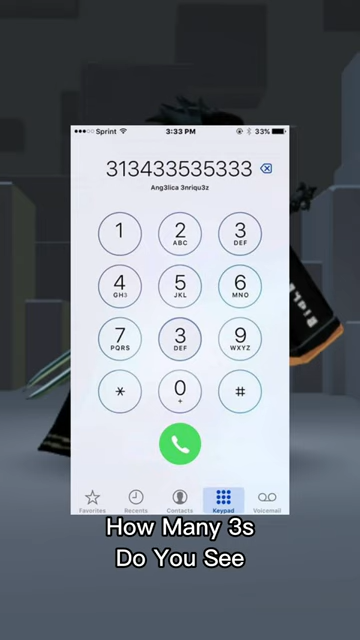 Sprint 3:33 PM 33%
313433535333
Ang3lica 3nriqu3z
1 2 3
ABC DEF
4 5 6
GH3 JKL MNO
7 3 9
PQRS DEF WXYZ
* 0 #
+
Favorites Recents Contacts Keypad Voicemail
How Many 3s
Do You See